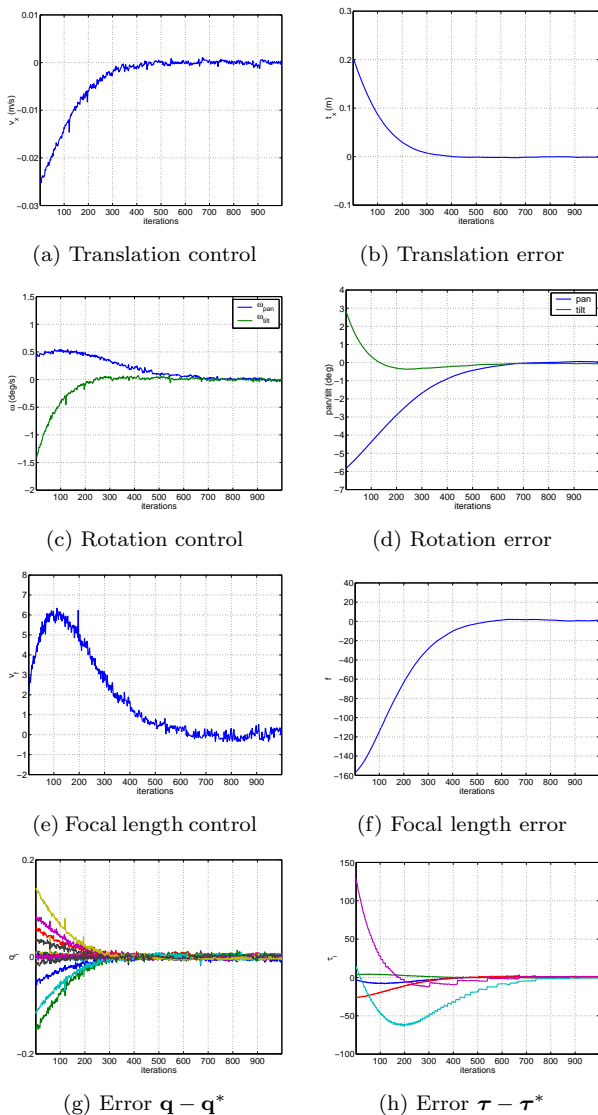 0.01
0
−0.01
−0.02
−0.03
v_x (m/s)
100 200 300 400 500 600 700 800 900
iterations
(a) Translation control
0.3
0.2
0.1
0
−0.1
t_x (m)
100 200 300 400 500 600 700 800 900
iterations
(b) Translation error
1.5
1
0.5
0
−0.5
−1
−1.5
−2
ω (deg/s)
ω_pan
ω_tilt
100 200 300 400 500 600 700 800 900
iterations
(c) Rotation control
4
3
2
1
0
−1
−2
−3
−4
−5
−6
−7
pan/tilt (deg)
pan
tilt
100 200 300 400 500 600 700 800 900
iterations
(d) Rotation error
8
7
6
5
4
3
2
1
0
−1
−2
v_f
100 200 300 400 500 600 700 800 900
iterations
(e) Focal length control
40
20
0
−20
−40
−60
−80
−100
−120
−140
−160
f
100 200 300 400 500 600 700 800 900
iterations
(f) Focal length error
0.2
0
−0.2
q_i
100 200 300 400 500 600 700 800 900
iterations
(g) Error q − q*
150
100
50
0
−50
−100
τ_i
100 200 300 400 500 600 700 800 900
iterations
(h) Error τ − τ*